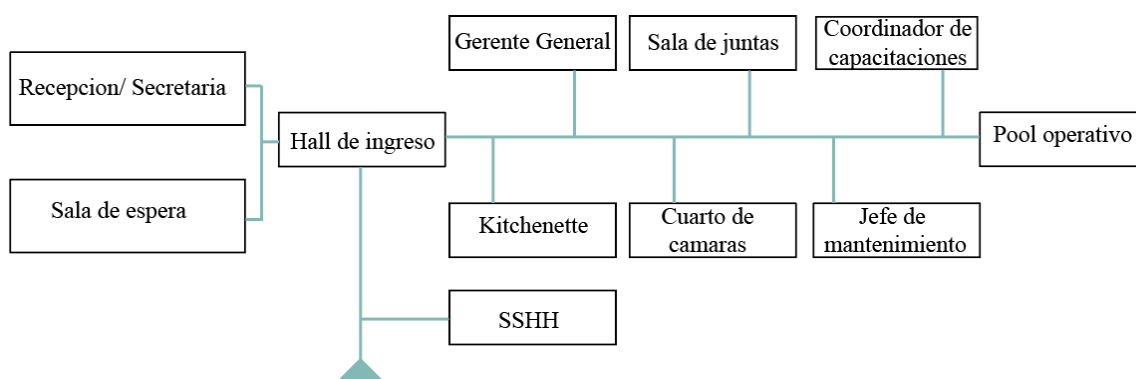 Recepcion/ Secretaria
Sala de espera
Hall de ingreso
Gerente General
Sala de juntas
Coordinador de
capacitaciones
Pool operativo
Kitchenette
Cuarto de
camaras
Jefe de
mantenimiento
SSHH